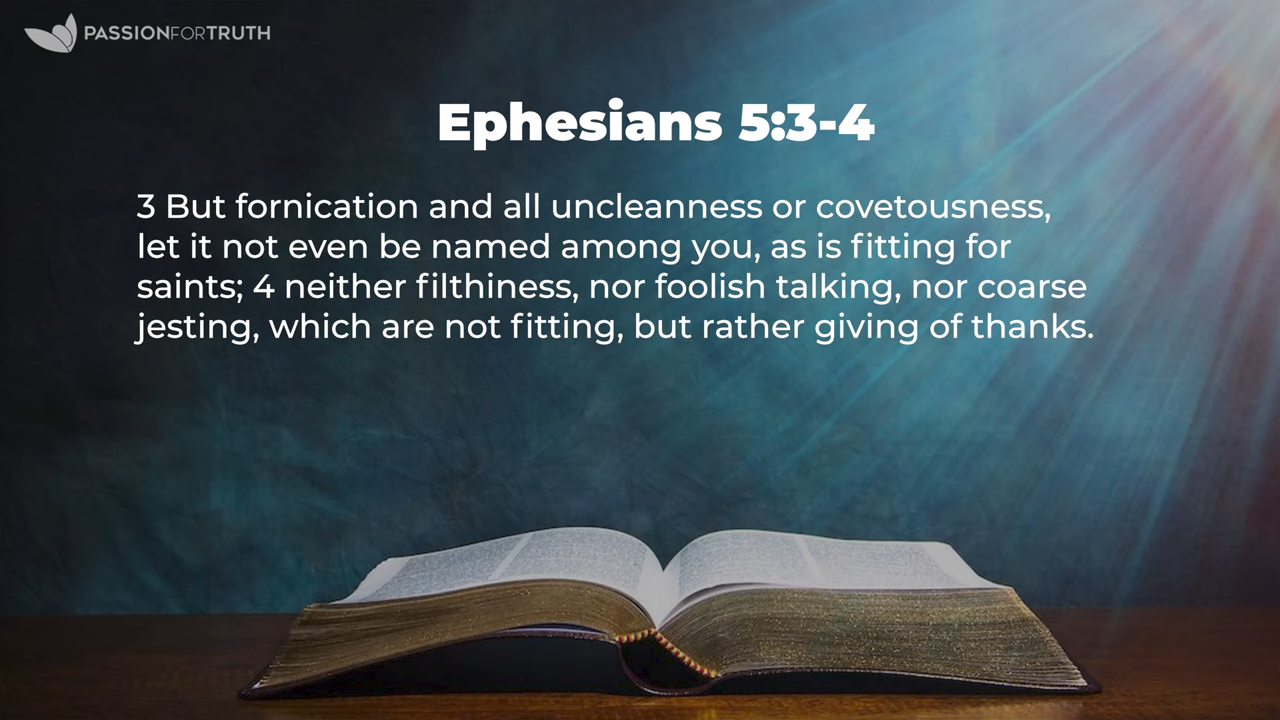 PASSIONFORTRUTH
Ephesians 5:3-4
3 But fornication and all uncleanness or covetousness,
let it not even be named among you, as is fitting for
saints; 4 neither filthiness, nor foolish talking, nor coarse
jesting, which are not fitting, but rather giving of thanks.